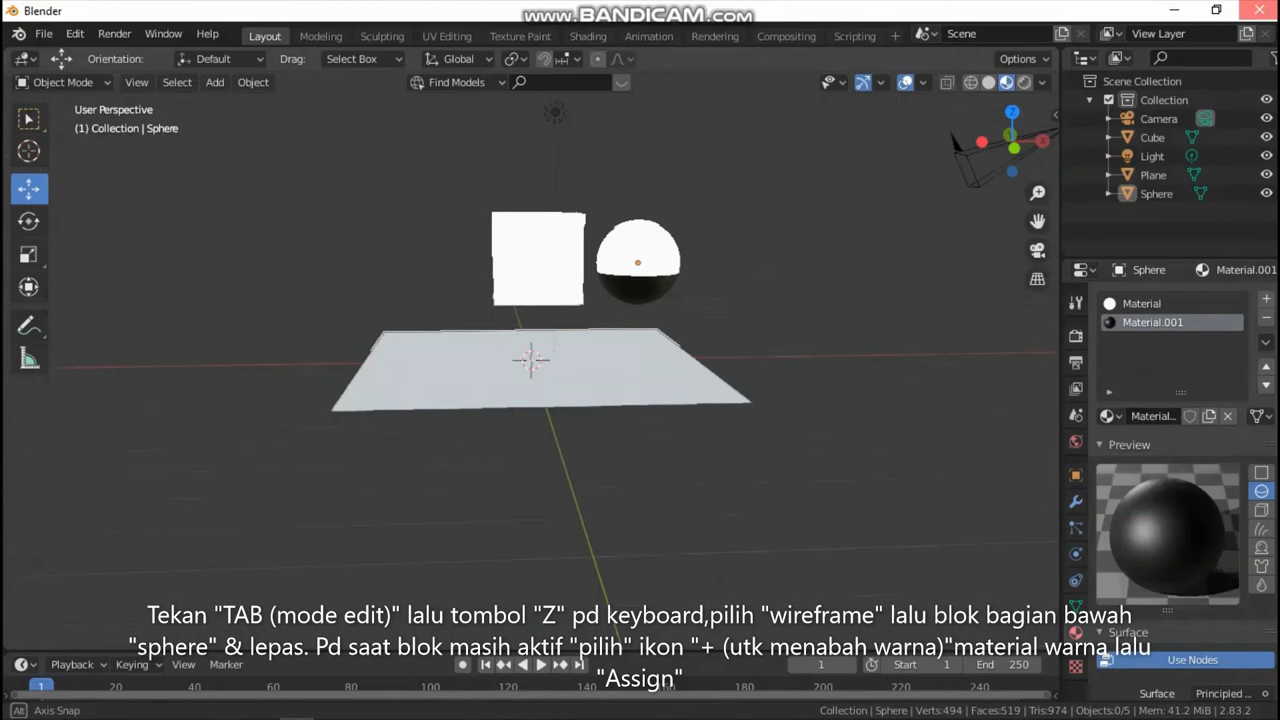 Blender
www.BANDICAM.com
File Edit Render Window Help
Layout Modeling Sculpting UV Editing Texture Paint Shading Animation Rendering Compositing Scripting +
Scene
View Layer
Orientation: Default Drag: Select Box Global Options
Object Mode View Select Add Object Find Models
User Perspective
(1) Collection | Sphere
Z
Scene Collection
Collection
Camera
Cube
Light
Plane
Sphere
Sphere Material.001
Material
Material.001
Material...
Preview
Surface
Use Nodes
Surface Principled ...
Tekan "TAB (mode edit)" lalu tombol "Z" pd keyboard,pilih "wireframe" lalu blok bagian bawah
"sphere" & lepas. Pd saat blok masih aktif "pilih" ikon "+ (utk menabah warna)"material warna lalu
"Assign"
Playback Keying View Marker 1 Start 1 End 250
1 20 40 60 80 100 120 140 160 180 200 220 240
Alt Axis Snap
Collection | Sphere | Verts:494 | Faces:519 | Tris:974 | Objects:0/5 | Mem: 41.2 MiB | 2.83.2